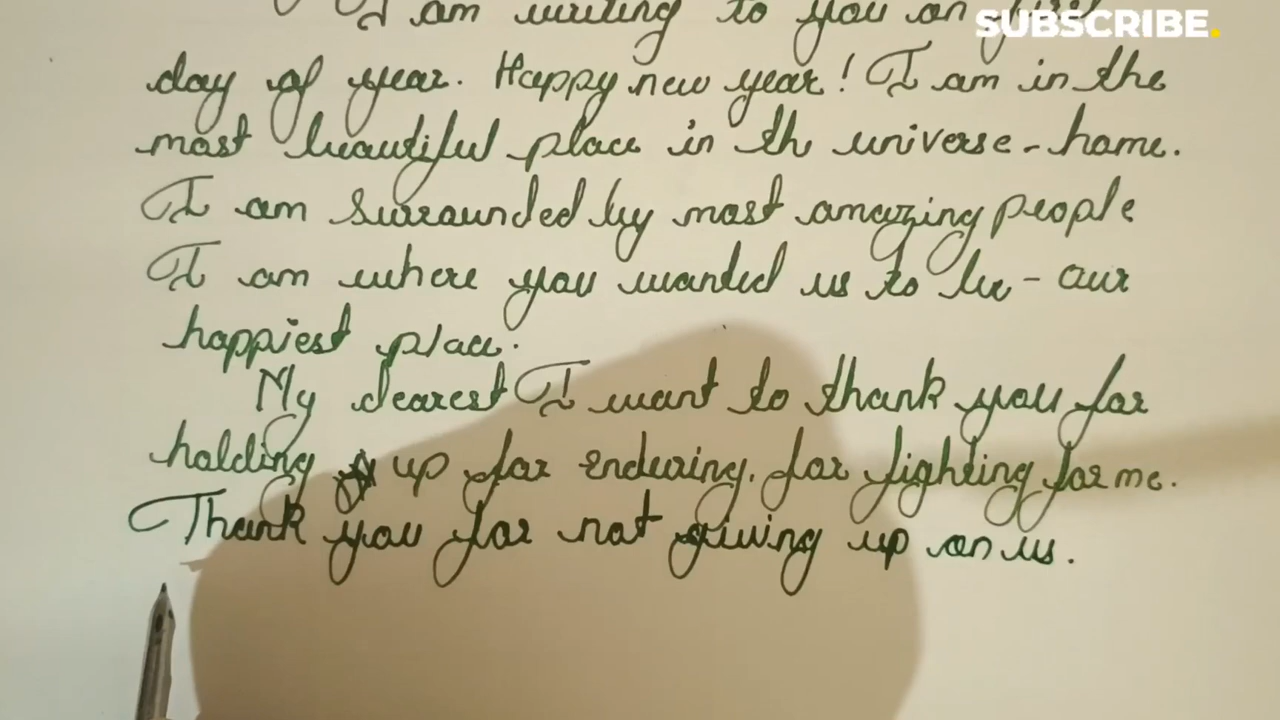 I am writing to you on first
SUBSCRIBE.
day of year. Happy new year! I am in the
most beautiful place in the universe - home.
I am surrounded by most amazing people
I am where you wanted us to be - our
happiest place.
My dearest I want to thank you for
holding up for enduring, for fighting for me.
Thank you for not giving up on us.